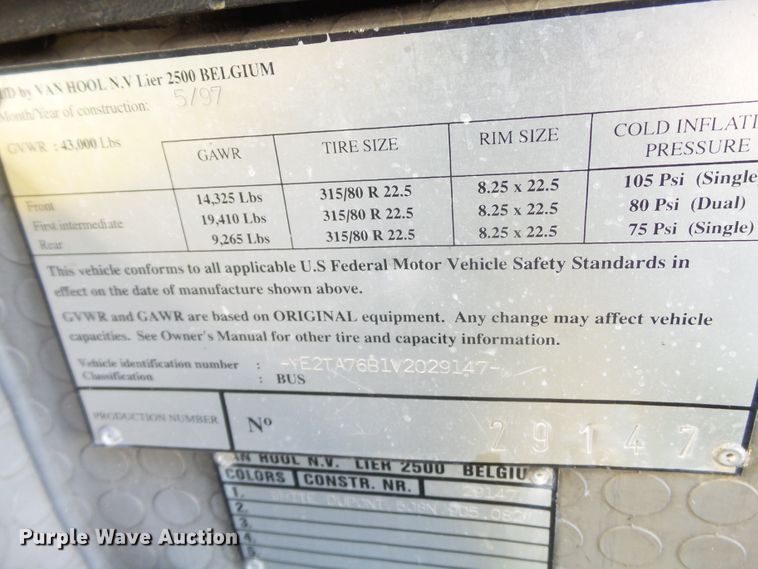 by VAN HOOL N.V Lier 2500 BELGIUM
Month/Year of construction: 5/97
GVWR : 43.000 Lbs
GAWR TIRE SIZE RIM SIZE COLD INFLATI
PRESSURE
Front 14,325 Lbs 315/80 R 22.5 8.25 x 22.5 105 Psi (Single
First intermediate 19,410 Lbs 315/80 R 22.5 8.25 x 22.5 80 Psi (Dual)
Rear 9,265 Lbs 315/80 R 22.5 8.25 x 22.5 75 Psi (Single)
This vehicle conforms to all applicable U.S Federal Motor Vehicle Safety Standards in
effect on the date of manufacture shown above.
GVWR and GAWR are based on ORIGINAL equipment. Any change may affect vehicle
capacities. See Owner's Manual for other tire and capacity information.
Vehicle identification number : -YE2TA76B1V2029147-
Classification : BUS
PRODUCTION NUMBER Nº 29147
VAN HOOL N.V. LIER 2500 BELGIU
COLORS CONSTR. NR. 29147
1. DUPONT
2.
3.
4.
5.
Purple Wave Auction